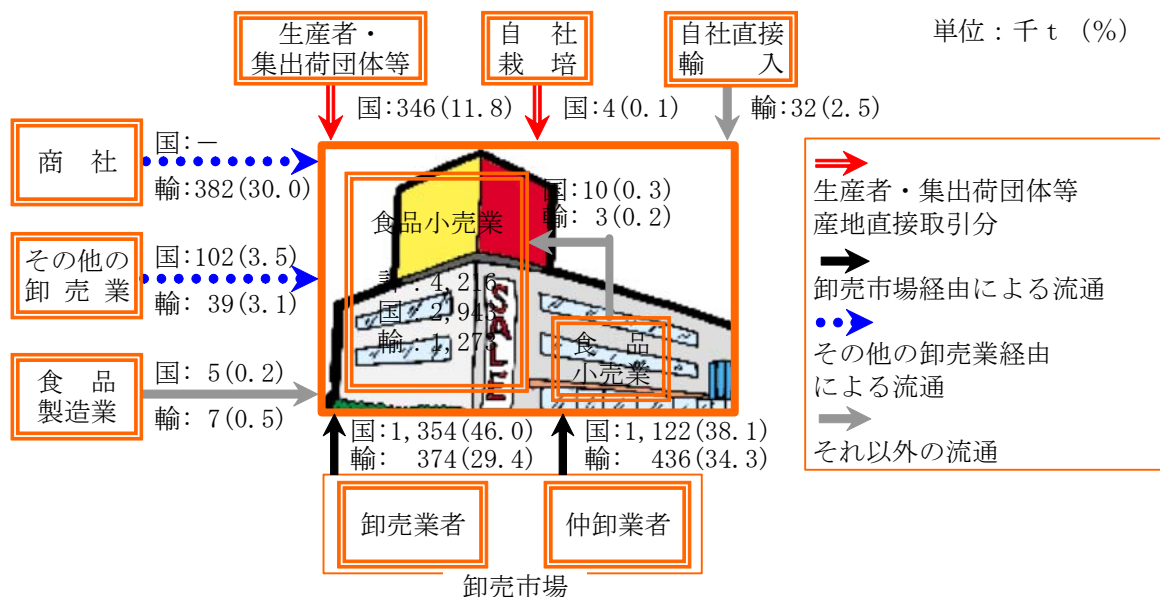 単位：千ｔ（%）
生産者・
集出荷団体等
国:346(11.8)
自　社
栽　培
国:4(0.1)
自社直接
輸　　入
輸:32(2.5)
商　社
国:－
輸:382(30.0)
その他の
卸 売 業
国:102(3.5)
輸: 39(3.1)
食　品
製造業
国: 5(0.2)
輸: 7(0.5)
食品小売業
：4,216
国：2,943
輸：1,273
国:10(0.3)
輸: 3(0.2)
食　品
小売業
SALE
国:1,354(46.0)
輸:　374(29.4)
国:1,122(38.1)
輸:　436(34.3)
卸売業者
仲卸業者
卸売市場
生産者・集出荷団体等
産地直接取引分
卸売市場経由による流通
その他の卸売業経由
による流通
それ以外の流通